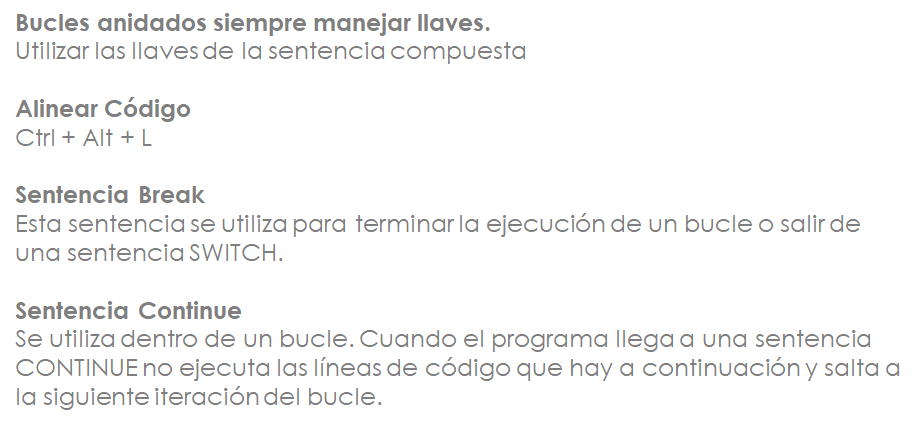 Bucles anidados siempre manejar llaves.
Utilizar las llaves de la sentencia compuesta
Alinear Código
Ctrl + Alt + L
Sentencia Break
Esta sentencia se utiliza para terminar la ejecución de un bucle o salir de
una sentencia SWITCH.
Sentencia Continue
Se utiliza dentro de un bucle. Cuando el programa llega a una sentencia
CONTINUE no ejecuta las líneas de código que hay a continuación y salta a
la siguiente iteración del bucle.